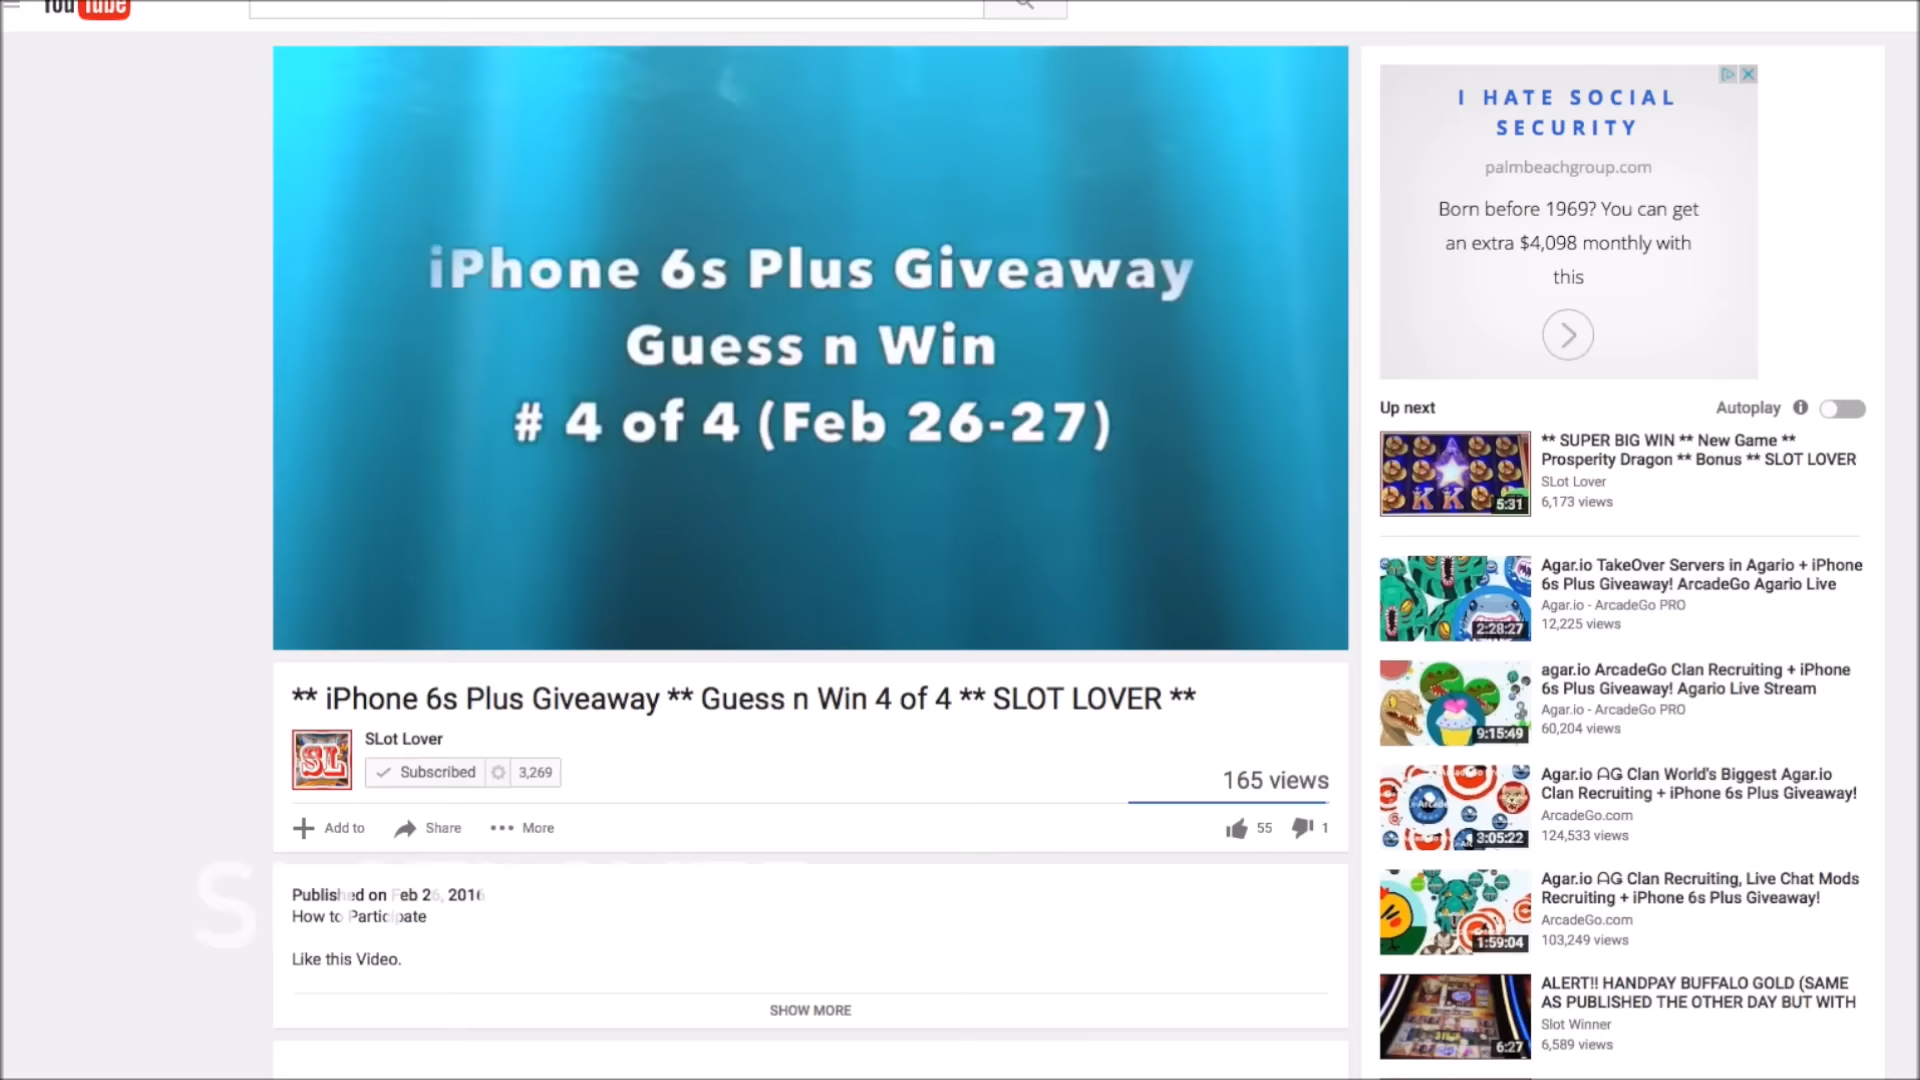 You Tube
I HATE SOCIAL
SECURITY
palmbeachgroup.com
Born before 1969? You can get
an extra $4,098 monthly with
this
iPhone 6s Plus Giveaway
Guess n Win
# 4 of 4 (Feb 26-27)
Up next
Autoplay
** SUPER BIG WIN ** New Game **
Prosperity Dragon ** Bonus ** SLOT LOVER
SLot Lover
6,173 views
5:31
Agar.io TakeOver Servers in Agario + iPhone
6s Plus Giveaway! ArcadeGo Agario Live
Agar.io - ArcadeGo PRO
12,225 views
2:28:27
agar.io ArcadeGo Clan Recruiting + iPhone
6s Plus Giveaway! Agario Live Stream
Agar.io - ArcadeGo PRO
60,204 views
9:15:49
Agar.io ᗩG Clan World's Biggest Agar.io
Clan Recruiting + iPhone 6s Plus Giveaway!
ArcadeGo.com
124,533 views
3:05:22
Agar.io ᗩG Clan Recruiting, Live Chat Mods
Recruiting + iPhone 6s Plus Giveaway!
ArcadeGo.com
103,249 views
1:59:04
ALERT!! HANDPAY BUFFALO GOLD (SAME
AS PUBLISHED THE OTHER DAY BUT WITH
Slot Winner
6,589 views
6:27
** iPhone 6s Plus Giveaway ** Guess n Win 4 of 4 ** SLOT LOVER **
SL
SLot Lover
Subscribed
3,269
165 views
Add to
Share
More
55
1
Published on Feb 26, 2016
How to Participate
Like this Video.
SHOW MORE